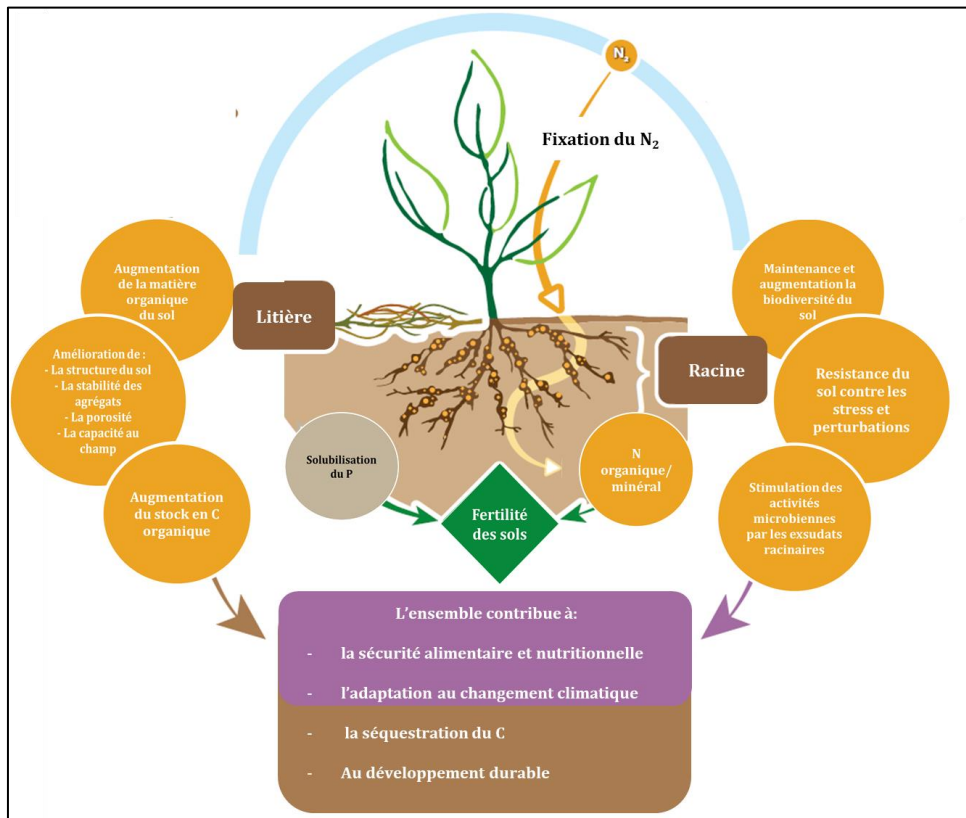 N₂
Fixation du N₂
Augmentation
de la matière
organique
du sol
Litière
Amélioration de :
- La structure du sol
- La stabilité des
agrégats
- La porosité
- La capacité au
champ
Augmentation
du stock en C
organique
Maintenance et
augmentation la
biodiversité du
sol
Racine
Resistance du
sol contre les
stress et
perturbations
Stimulation des
activités
microbiennes
par les exsudats
racinaires
Solubilisation
du P
N
organique/
minéral
Fertilité
des sols
L'ensemble contribue à:
- la sécurité alimentaire et nutritionnelle
- l'adaptation au changement climatique
- la séquestration du C
- Au développement durable